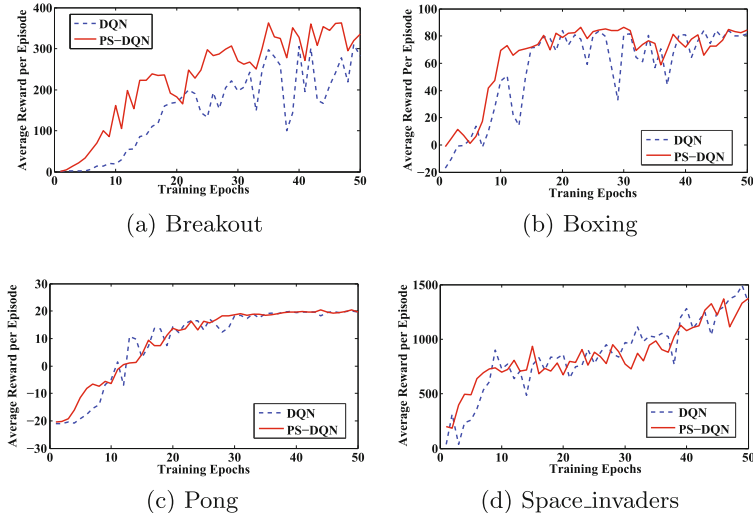 Average Reward Per Episode
400
300
200
100
0
0 10 20 30 40 50
Training Epochs
DQN
PS-DQN
(a) Breakout
Average Reward Per Episode
80
60
40
20
0
−20
0 10 20 30 40 50
Traning Epochs
DQN
PS−DQN
(b) Boxing
Average Reward per Episode
30
20
10
0
−10
−20
−30
0 10 20 30 40 50
Training Epochs
DQN
PS−DQN
(c) Pong
Average Reward per Episode
1500
1000
500
0
0 10 20 30 40 50
Training Epochs
DQN
PS−DQN
(d) Space_invaders